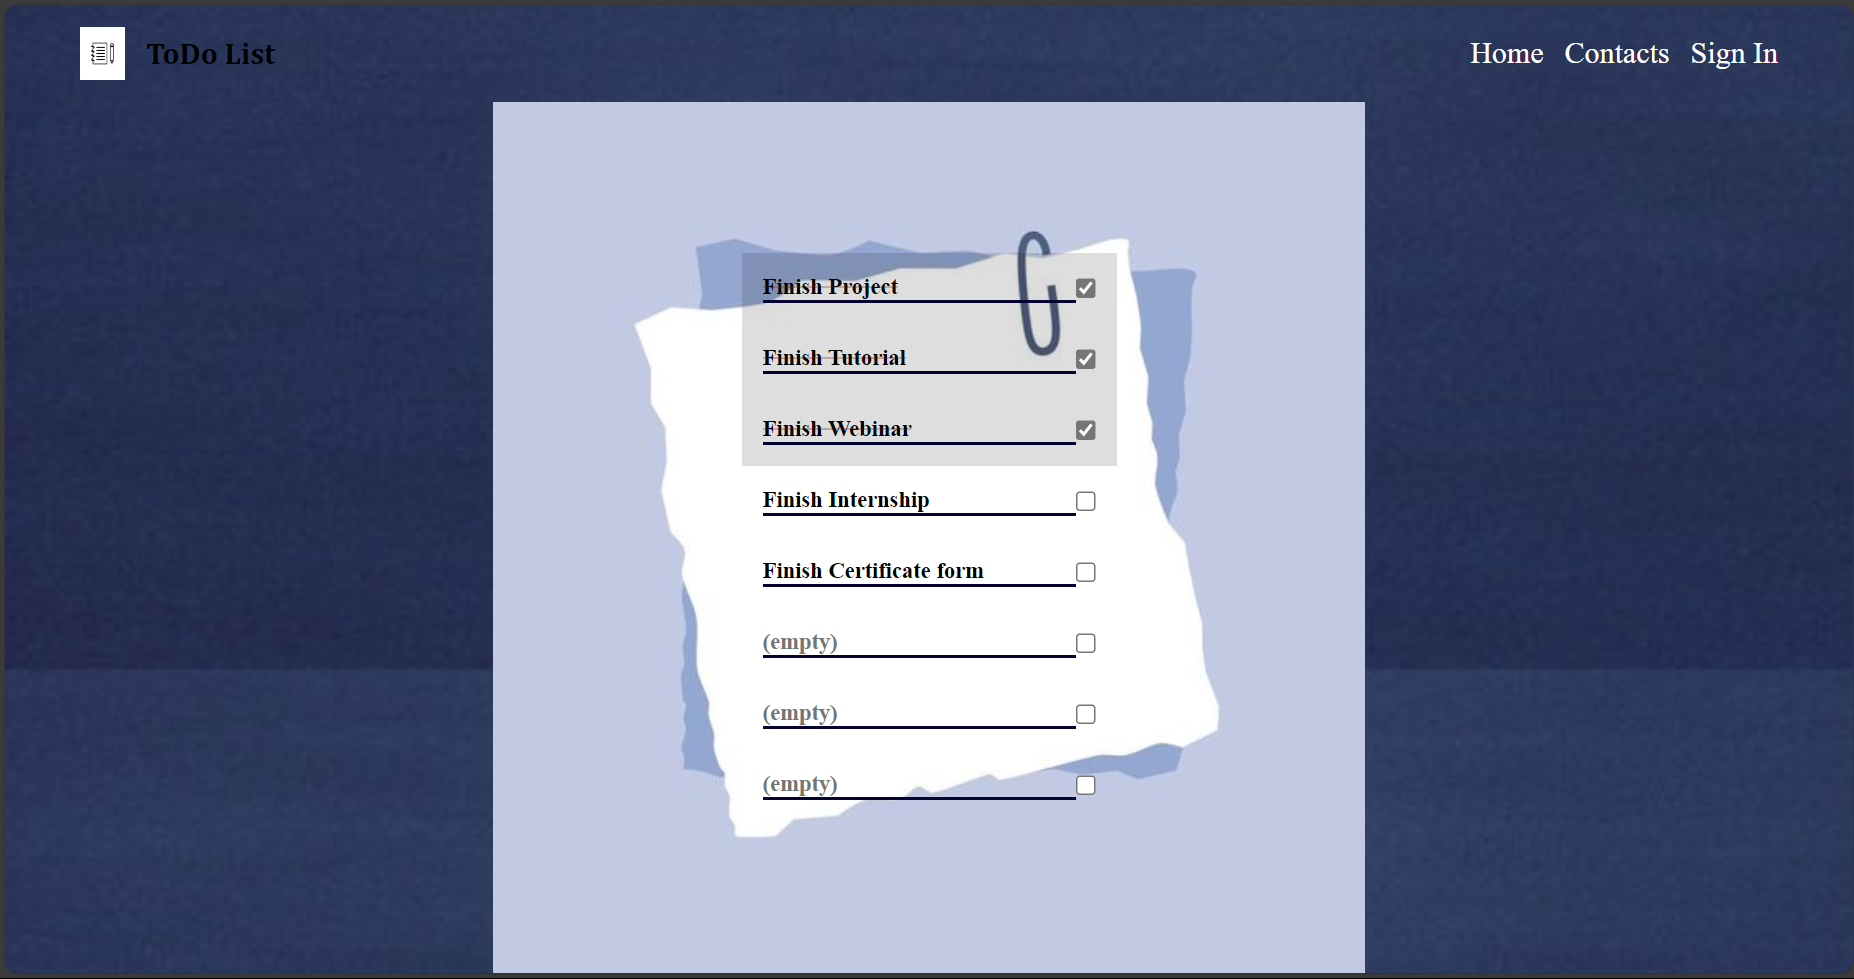 ToDo List
Home Contacts Sign In
Finish Project
Finish Tutorial
Finish Webinar
Finish Internship
Finish Certificate form
(empty)
(empty)
(empty)